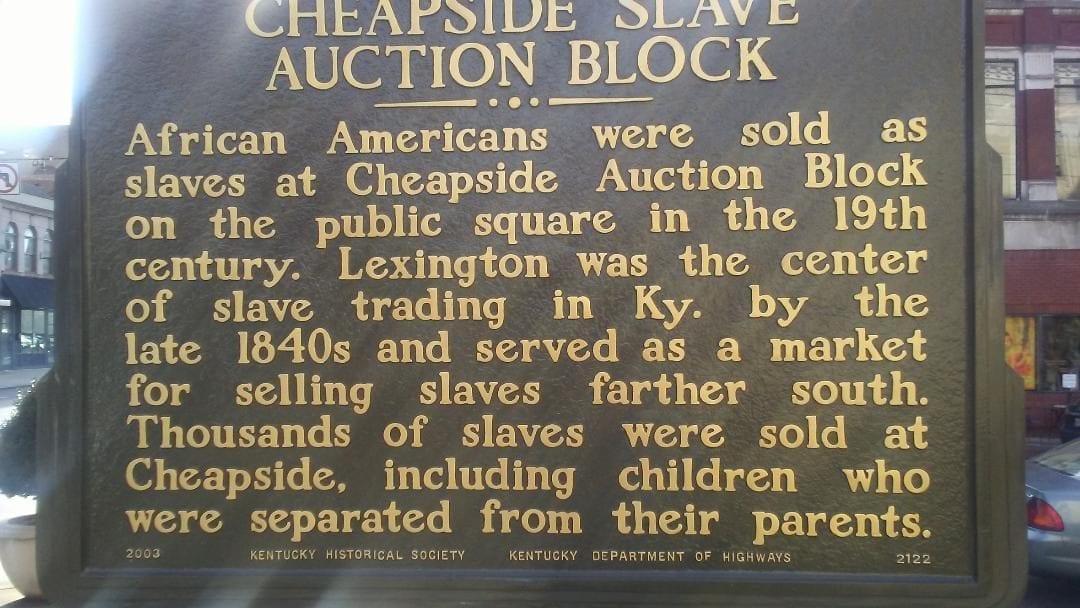 CHEAPSIDE SLAVE
AUCTION BLOCK
African Americans were sold as
slaves at Cheapside Auction Block
on the public square in the 19th
century. Lexington was the center
of slave trading in Ky. by the
late 1840s and served as a market
for selling slaves farther south.
Thousands of slaves were sold at
Cheapside, including children who
were separated from their parents.
2003 KENTUCKY HISTORICAL SOCIETY KENTUCKY DEPARTMENT OF HIGHWAYS 2122